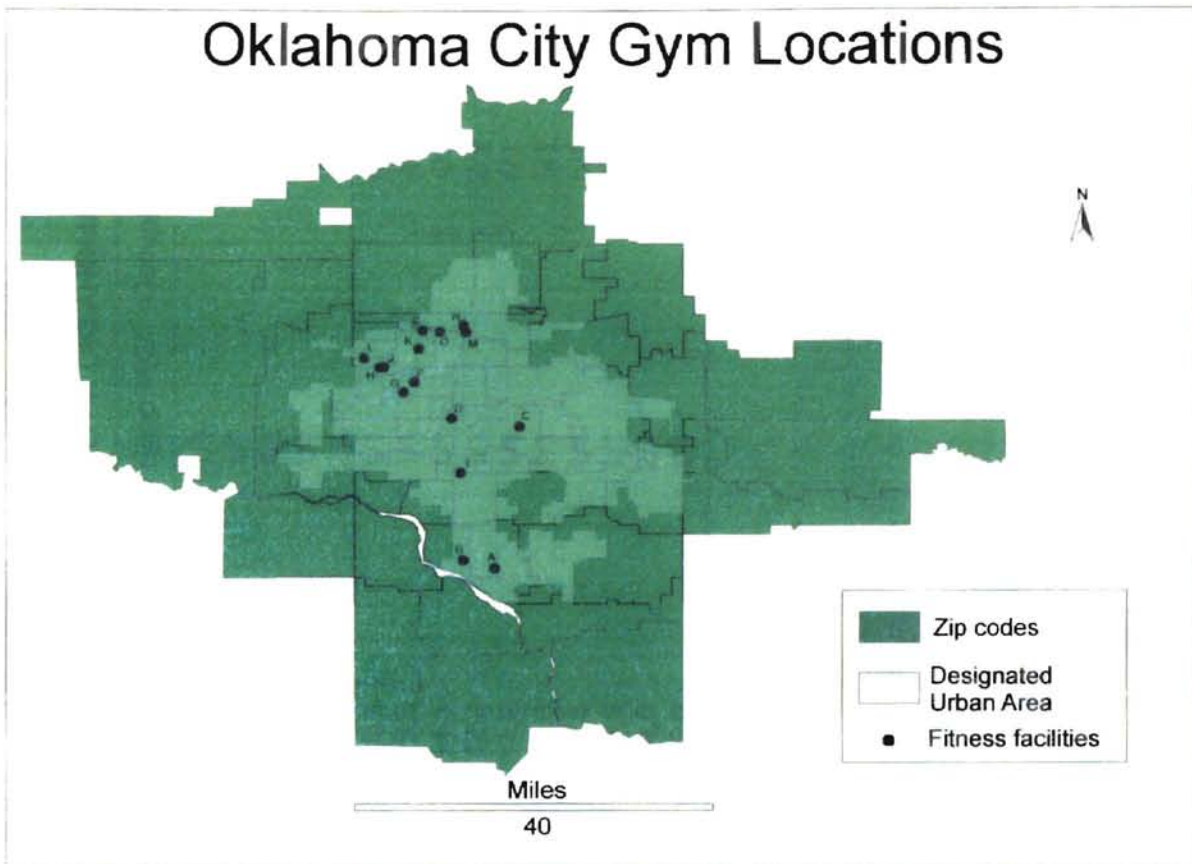 Oklahoma City Gym Locations
N
M
K
L
H
C
A
Zip codes
Designated
Urban Area
Fitness facilities
Miles
40